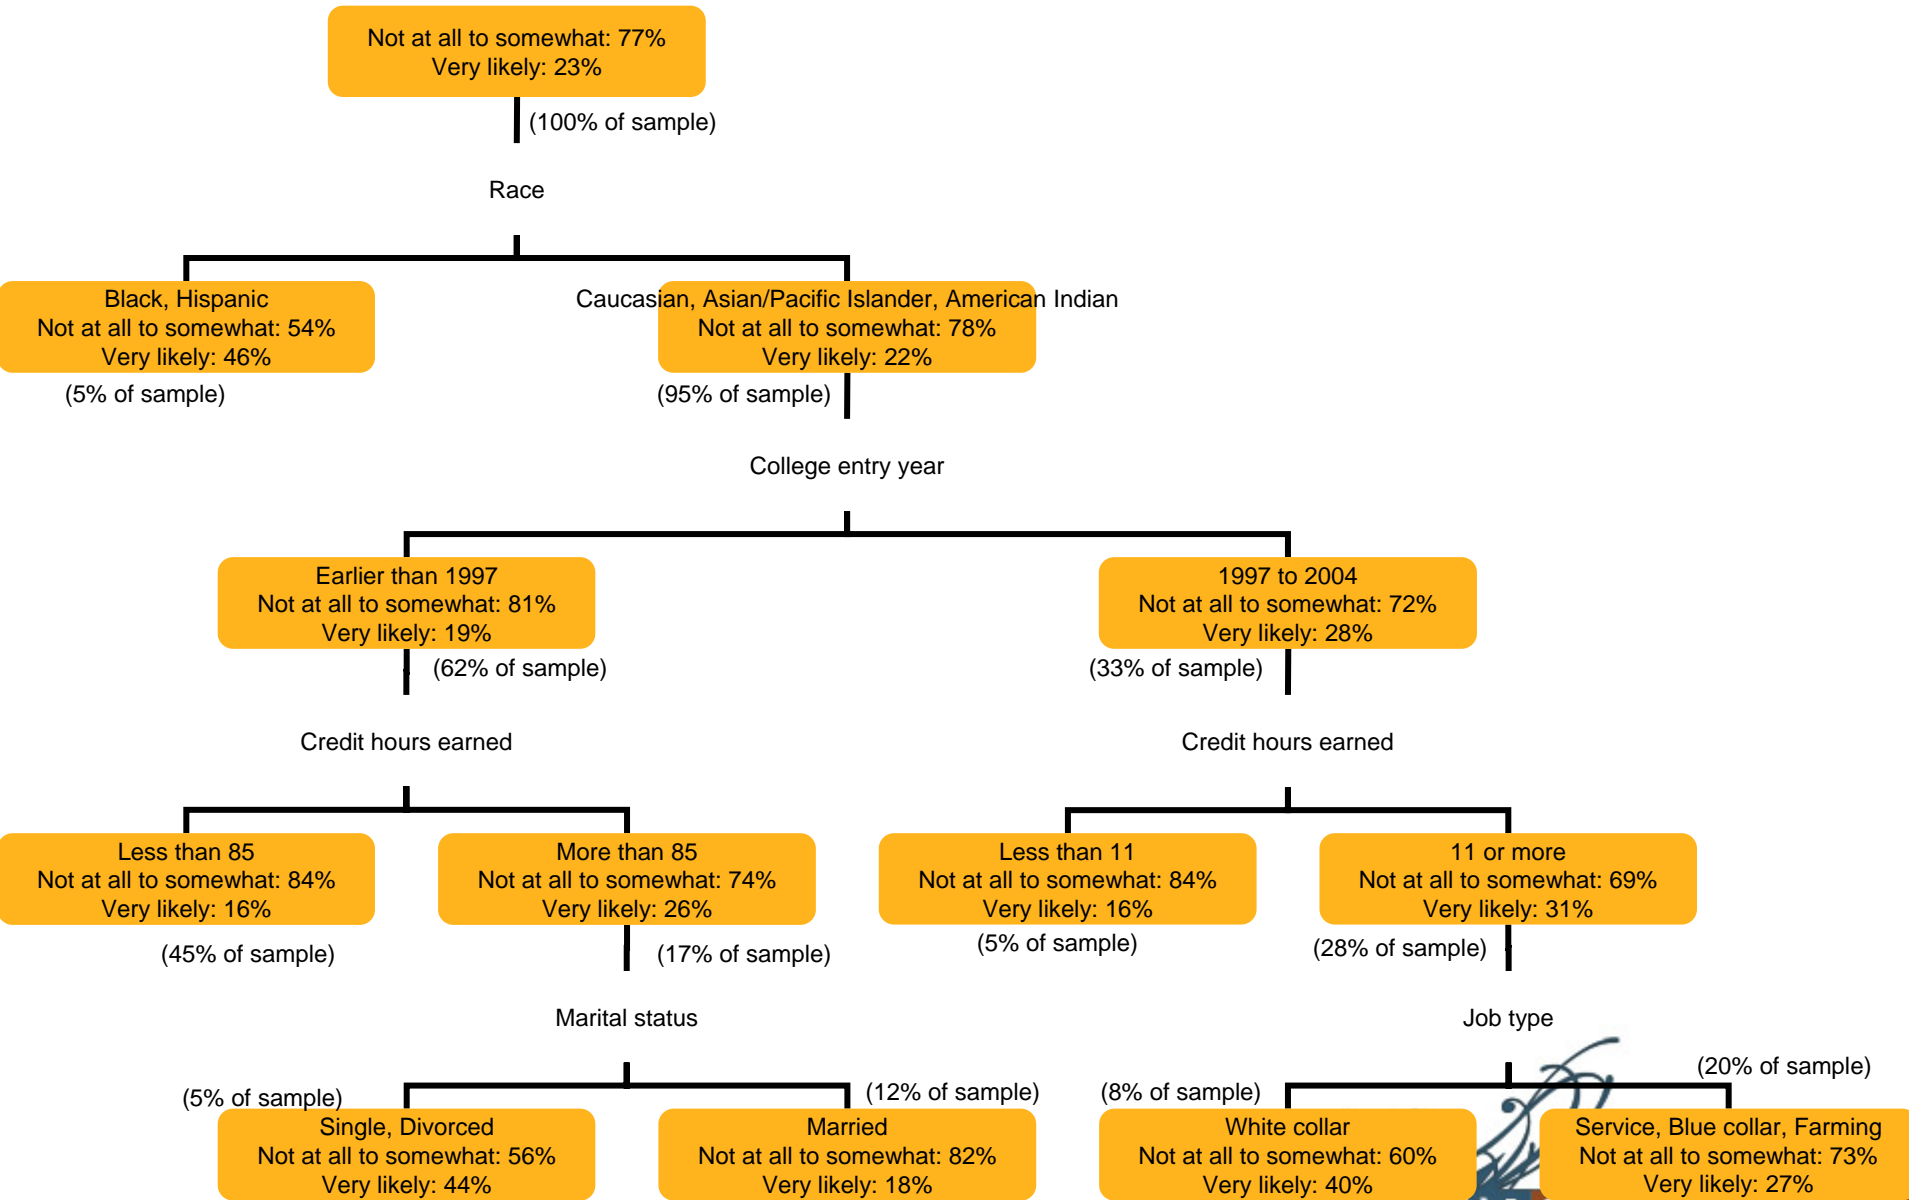 Not at all to somewhat: 77%
Very likely: 23%
(100% of sample)
Race
Black, Hispanic
Not at all to somewhat: 54%
Very likely: 46%
(5% of sample)
Caucasian, Asian/Pacific Islander, American Indian
Not at all to somewhat: 78%
Very likely: 22%
(95% of sample)
College entry year
Earlier than 1997
Not at all to somewhat: 81%
Very likely: 19%
(62% of sample)
1997 to 2004
Not at all to somewhat: 72%
Very likely: 28%
(33% of sample)
Credit hours earned
Credit hours earned
Less than 85
Not at all to somewhat: 84%
Very likely: 16%
(45% of sample)
More than 85
Not at all to somewhat: 74%
Very likely: 26%
(17% of sample)
Less than 11
Not at all to somewhat: 84%
Very likely: 16%
(5% of sample)
11 or more
Not at all to somewhat: 69%
Very likely: 31%
(28% of sample)
Marital status
Job type
(5% of sample)
Single, Divorced
Not at all to somewhat: 56%
Very likely: 44%
(12% of sample)
Married
Not at all to somewhat: 82%
Very likely: 18%
(8% of sample)
White collar
Not at all to somewhat: 60%
Very likely: 40%
(20% of sample)
Service, Blue collar, Farming
Not at all to somewhat: 73%
Very likely: 27%